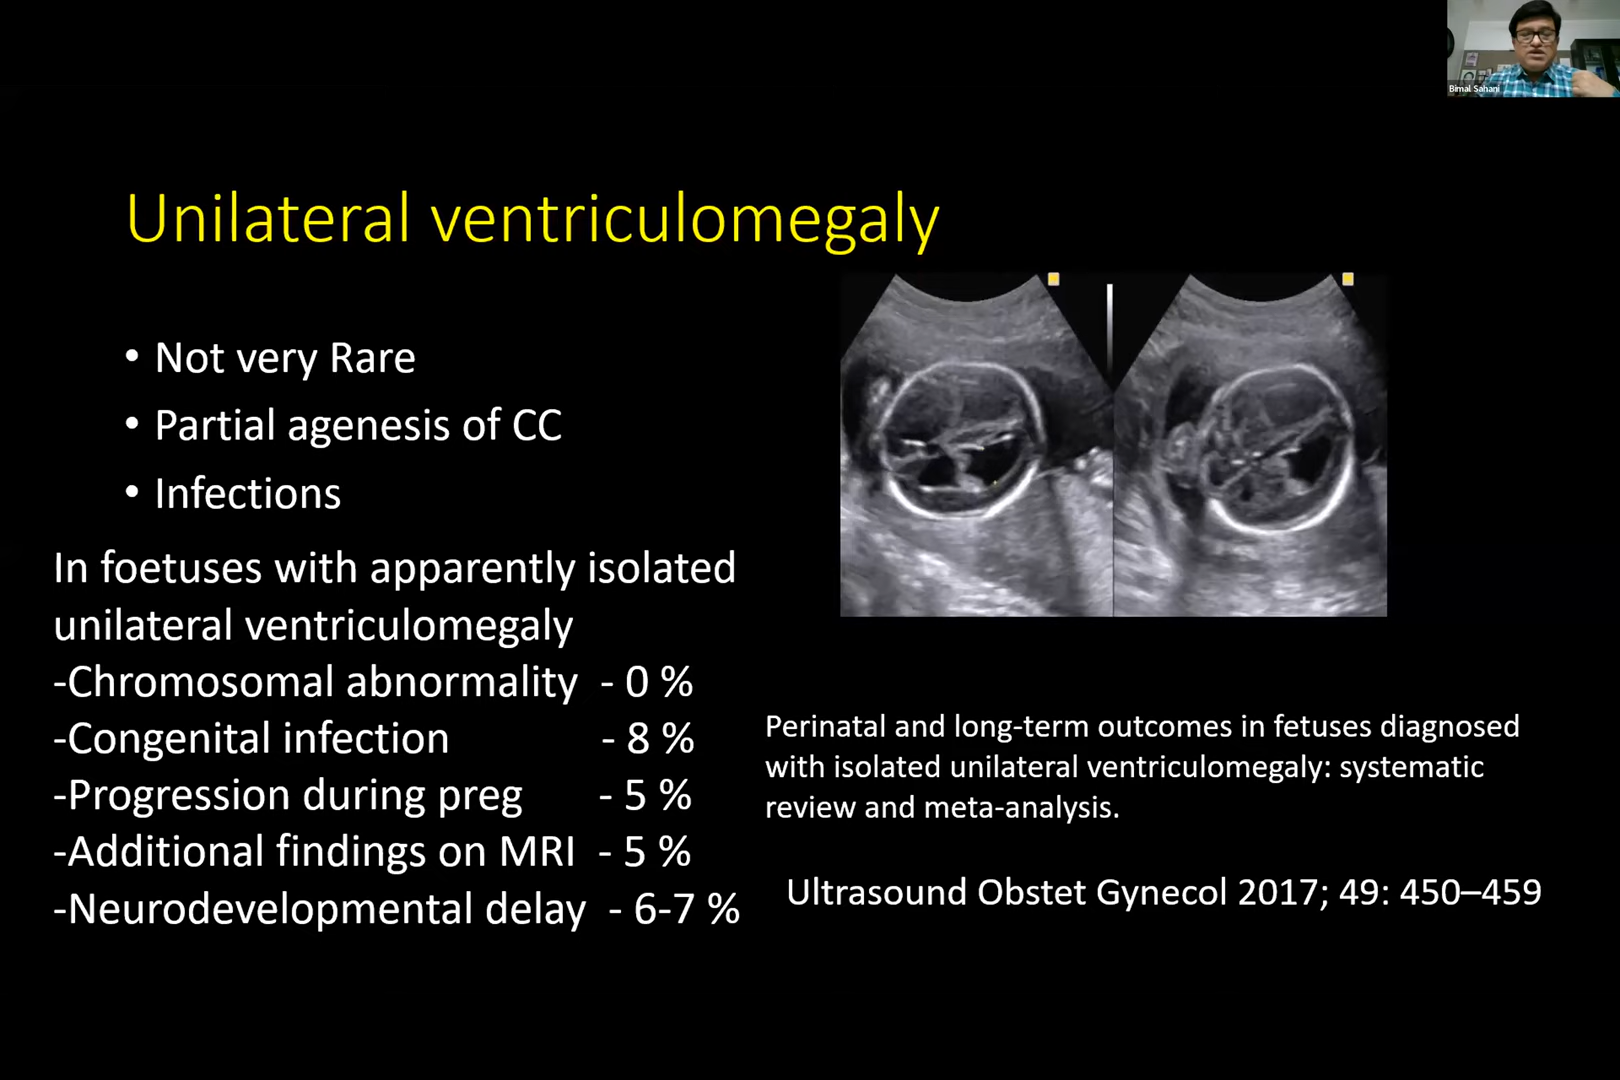 Bimal Sahani
Unilateral ventriculomegaly
• Not very Rare
• Partial agenesis of CC
• Infections
In foetuses with apparently isolated
unilateral ventriculomegaly
-Chromosomal abnormality - 0 %
-Congenital infection - 8 %
-Progression during preg - 5 %
-Additional findings on MRI - 5 %
-Neurodevelopmental delay - 6-7 %
Perinatal and long-term outcomes in fetuses diagnosed
with isolated unilateral ventriculomegaly: systematic
review and meta-analysis.
Ultrasound Obstet Gynecol 2017; 49: 450–459